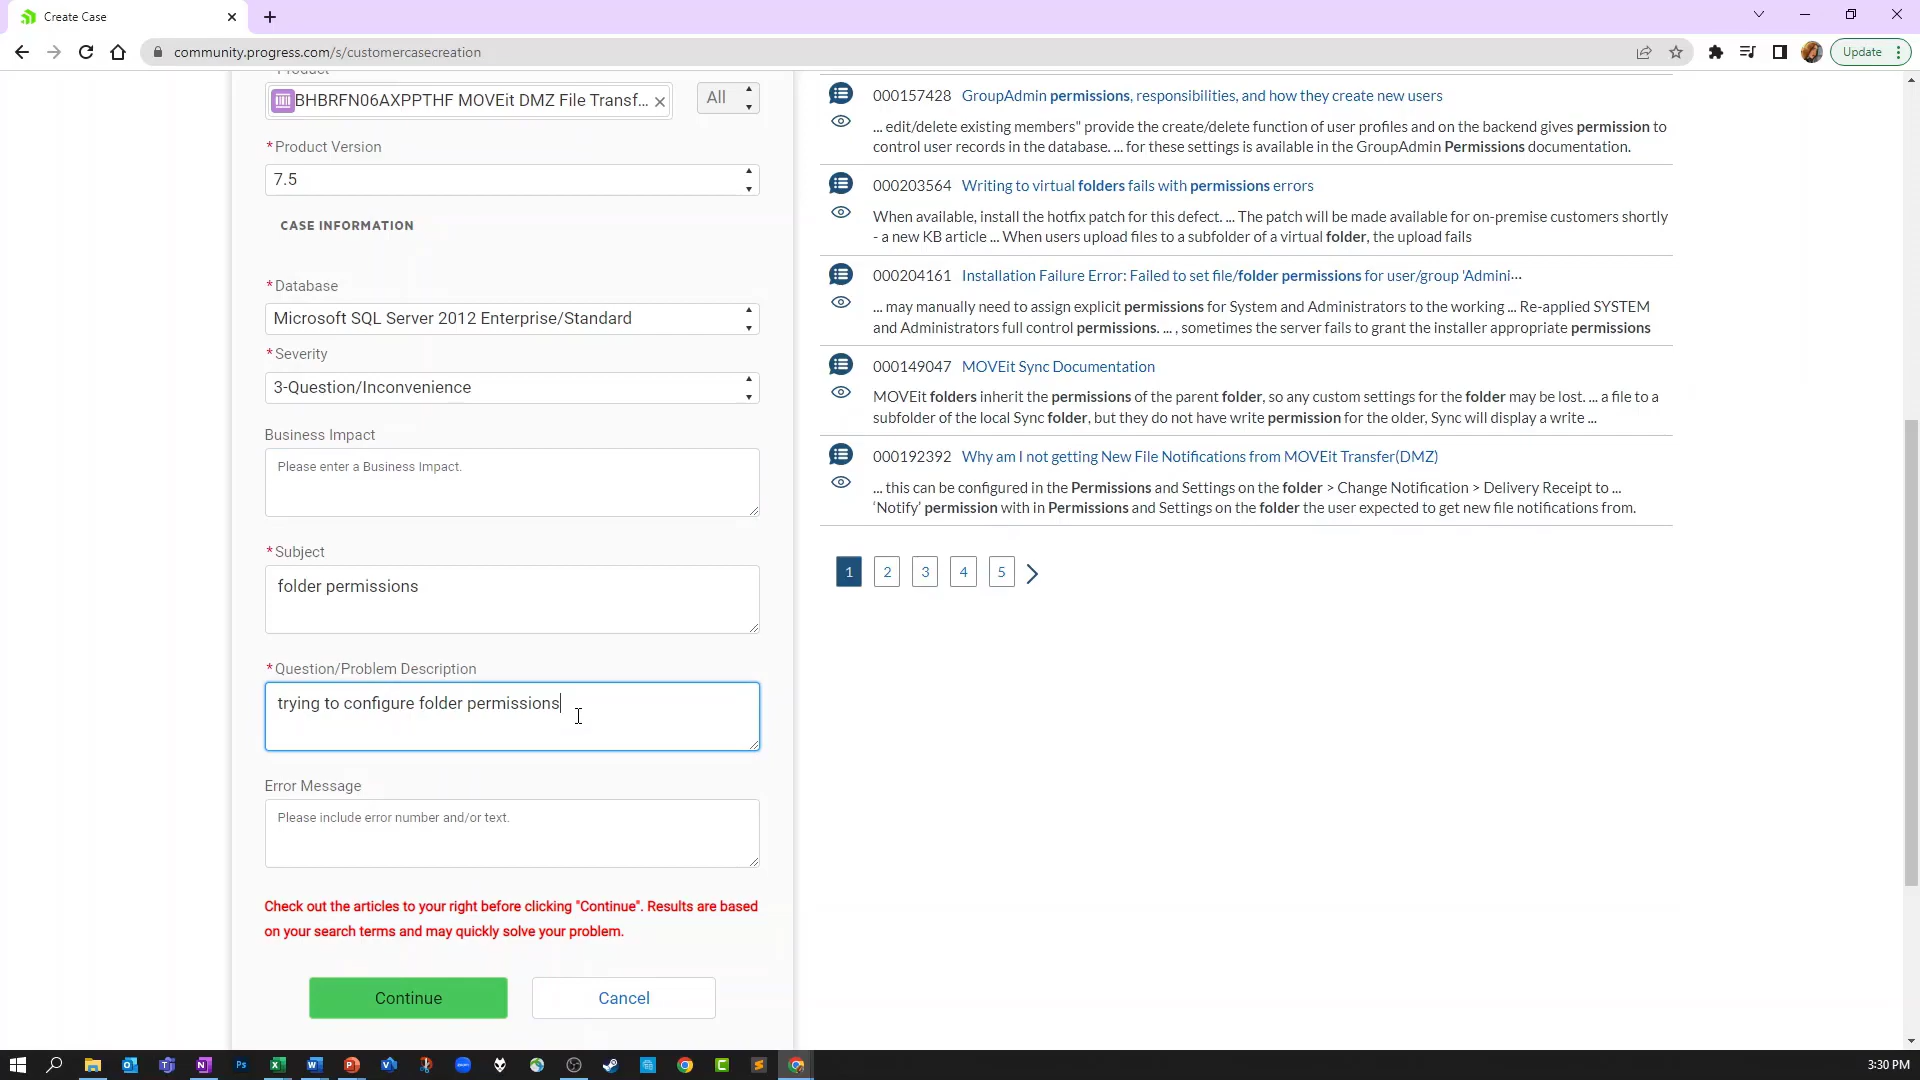 Create Case
community.progress.com/s/customercasecreation
Update
BHBRFN06AXPPTHF MOVEit DMZ File Transf...
All
*Product Version
7.5
CASE INFORMATION
*Database
Microsoft SQL Server 2012 Enterprise/Standard
*Severity
3-Question/Inconvenience
Business Impact
Please enter a Business Impact.
*Subject
folder permissions
*Question/Problem Description
trying to configure folder permissions
Error Message
Please include error number and/or text.
Check out the articles to your right before clicking "Continue". Results are based
on your search terms and may quickly solve your problem.
Continue
Cancel
000157428 GroupAdmin permissions, responsibilities, and how they create new users
... edit/delete existing members" provide the create/delete function of user profiles and on the backend gives permission to
control user records in the database. ... for these settings is available in the GroupAdmin Permissions documentation.
000203564 Writing to virtual folders fails with permissions errors
When available, install the hotfix patch for this defect. ... The patch will be made available for on-premise customers shortly
- a new KB article ... When users upload files to a subfolder of a virtual folder, the upload fails
000204161 Installation Failure Error: Failed to set file/folder permissions for user/group 'Admini...
... may manually need to assign explicit permissions for System and Administrators to the working ... Re-applied SYSTEM
and Administrators full control permissions. ... , sometimes the server fails to grant the installer appropriate permissions
000149047 MOVEit Sync Documentation
MOVEit folders inherit the permissions of the parent folder, so any custom settings for the folder may be lost. ... a file to a
subfolder of the local Sync folder, but they do not have write permission for the older, Sync will display a write ...
000192392 Why am I not getting New File Notifications from MOVEit Transfer(DMZ)
... this can be configured in the Permissions and Settings on the folder > Change Notification > Delivery Receipt to ...
'Notify' permission with in Permissions and Settings on the folder the user expected to get new file notifications from.
1 2 3 4 5
3:30 PM